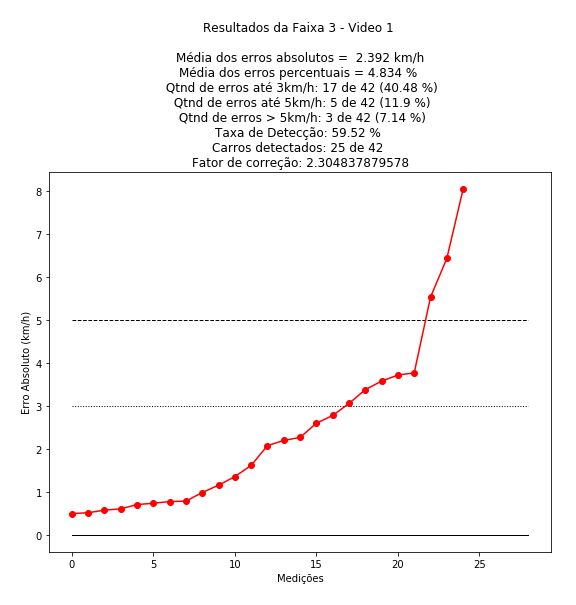 Resultados da Faixa 3 - Video 1
Média dos erros absolutos =  2.392 km/h
Média dos erros percentuais = 4.834 %
Qtnd de erros até 3km/h: 17 de 42 (40.48 %)
Qtnd de erros até 5km/h: 5 de 42 (11.9 %)
Qtnd de erros > 5km/h: 3 de 42 (7.14 %)
Taxa de Detecção: 59.52 %
Carros detectados: 25 de 42
Fator de correção: 2.304837879578
8
7
6
5
4
3
2
1
0
Erro Absoluto (km/h)
0 5 10 15 20 25
Medições